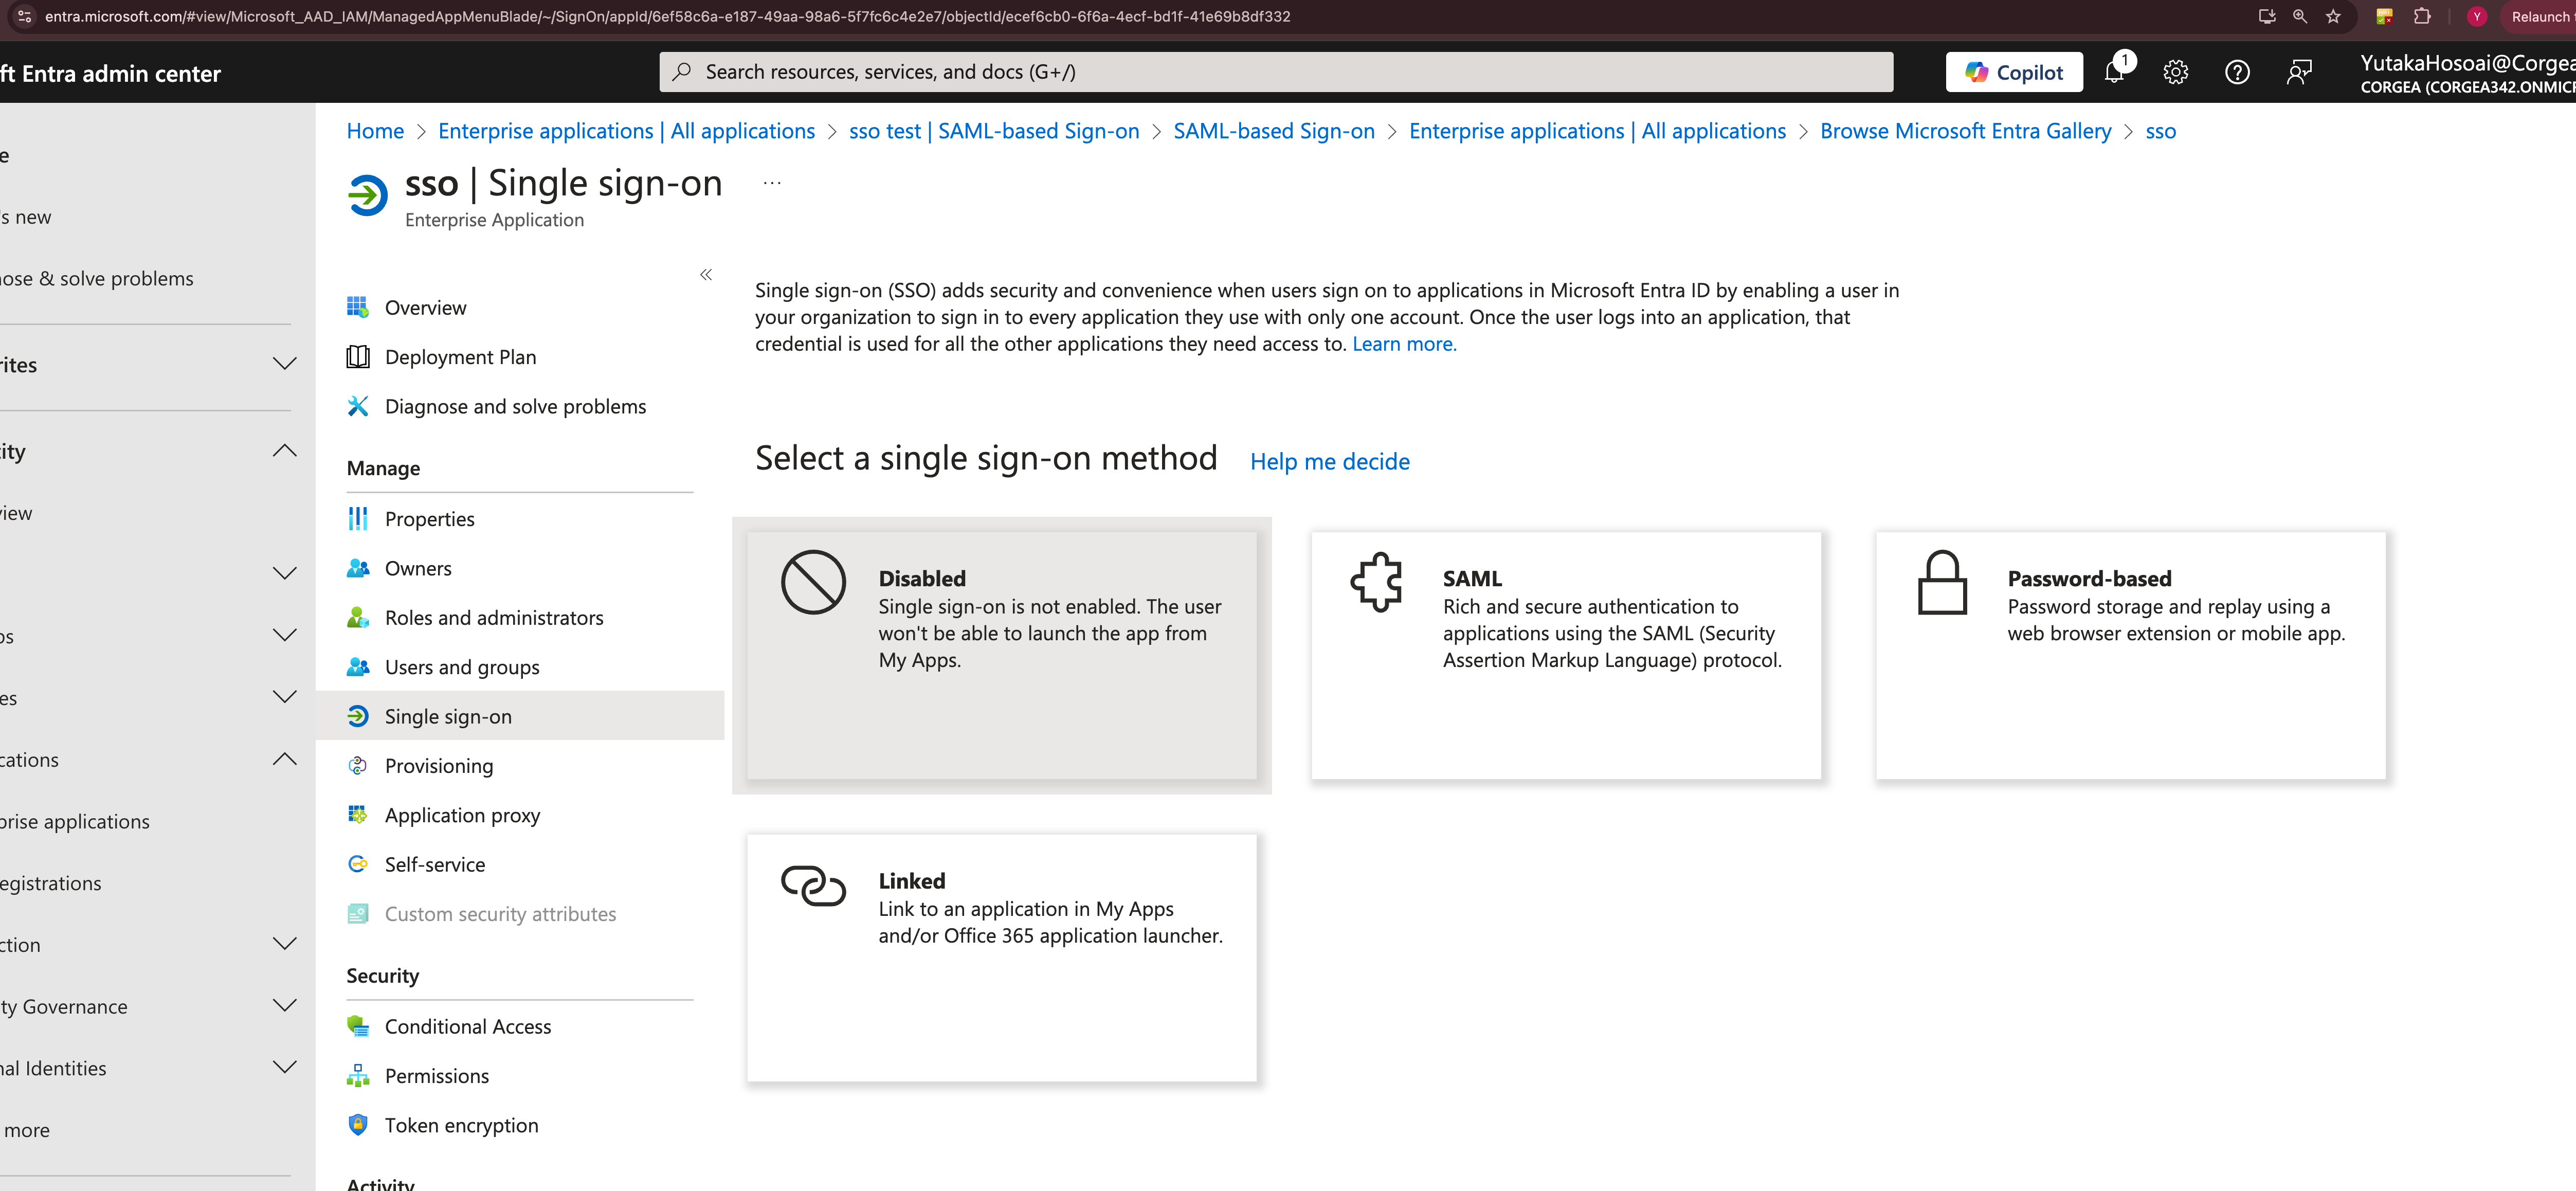 entra.microsoft.com/#view/Microsoft_AAD_IAM/ManagedAppMenuBlade/~/SignOn/appId/6ef58c6a-e187-49aa-98a6-5f7fc6c4e2e7/objectId/ecef6cb0-6f6a-4ecf-bd1f-41e69b8df332
Y
Relaunch
ft Entra admin center
Search resources, services, and docs (G+/)
Copilot
1
YutakaHosoai@Corgea
CORGEA (CORGEA342.ONMICR
Home > Enterprise applications | All applications > sso test | SAML-based Sign-on > SAML-based Sign-on > Enterprise applications | All applications > Browse Microsoft Entra Gallery > sso
sso | Single sign-on ...
Enterprise Application
e
's new
ose & solve problems
rites
ity
view
ps
es
cations
prise applications
egistrations
ction
ty Governance
nal Identities
more
«
Overview
Deployment Plan
Diagnose and solve problems
Manage
Properties
Owners
Roles and administrators
Users and groups
Single sign-on
Provisioning
Application proxy
Self-service
Custom security attributes
Security
Conditional Access
Permissions
Token encryption
Activity
Single sign-on (SSO) adds security and convenience when users sign on to applications in Microsoft Entra ID by enabling a user in
your organization to sign in to every application they use with only one account. Once the user logs into an application, that
credential is used for all the other applications they need access to. Learn more.
Select a single sign-on method Help me decide
Disabled
Single sign-on is not enabled. The user
won't be able to launch the app from
My Apps.
SAML
Rich and secure authentication to
applications using the SAML (Security
Assertion Markup Language) protocol.
Password-based
Password storage and replay using a
web browser extension or mobile app.
Linked
Link to an application in My Apps
and/or Office 365 application launcher.